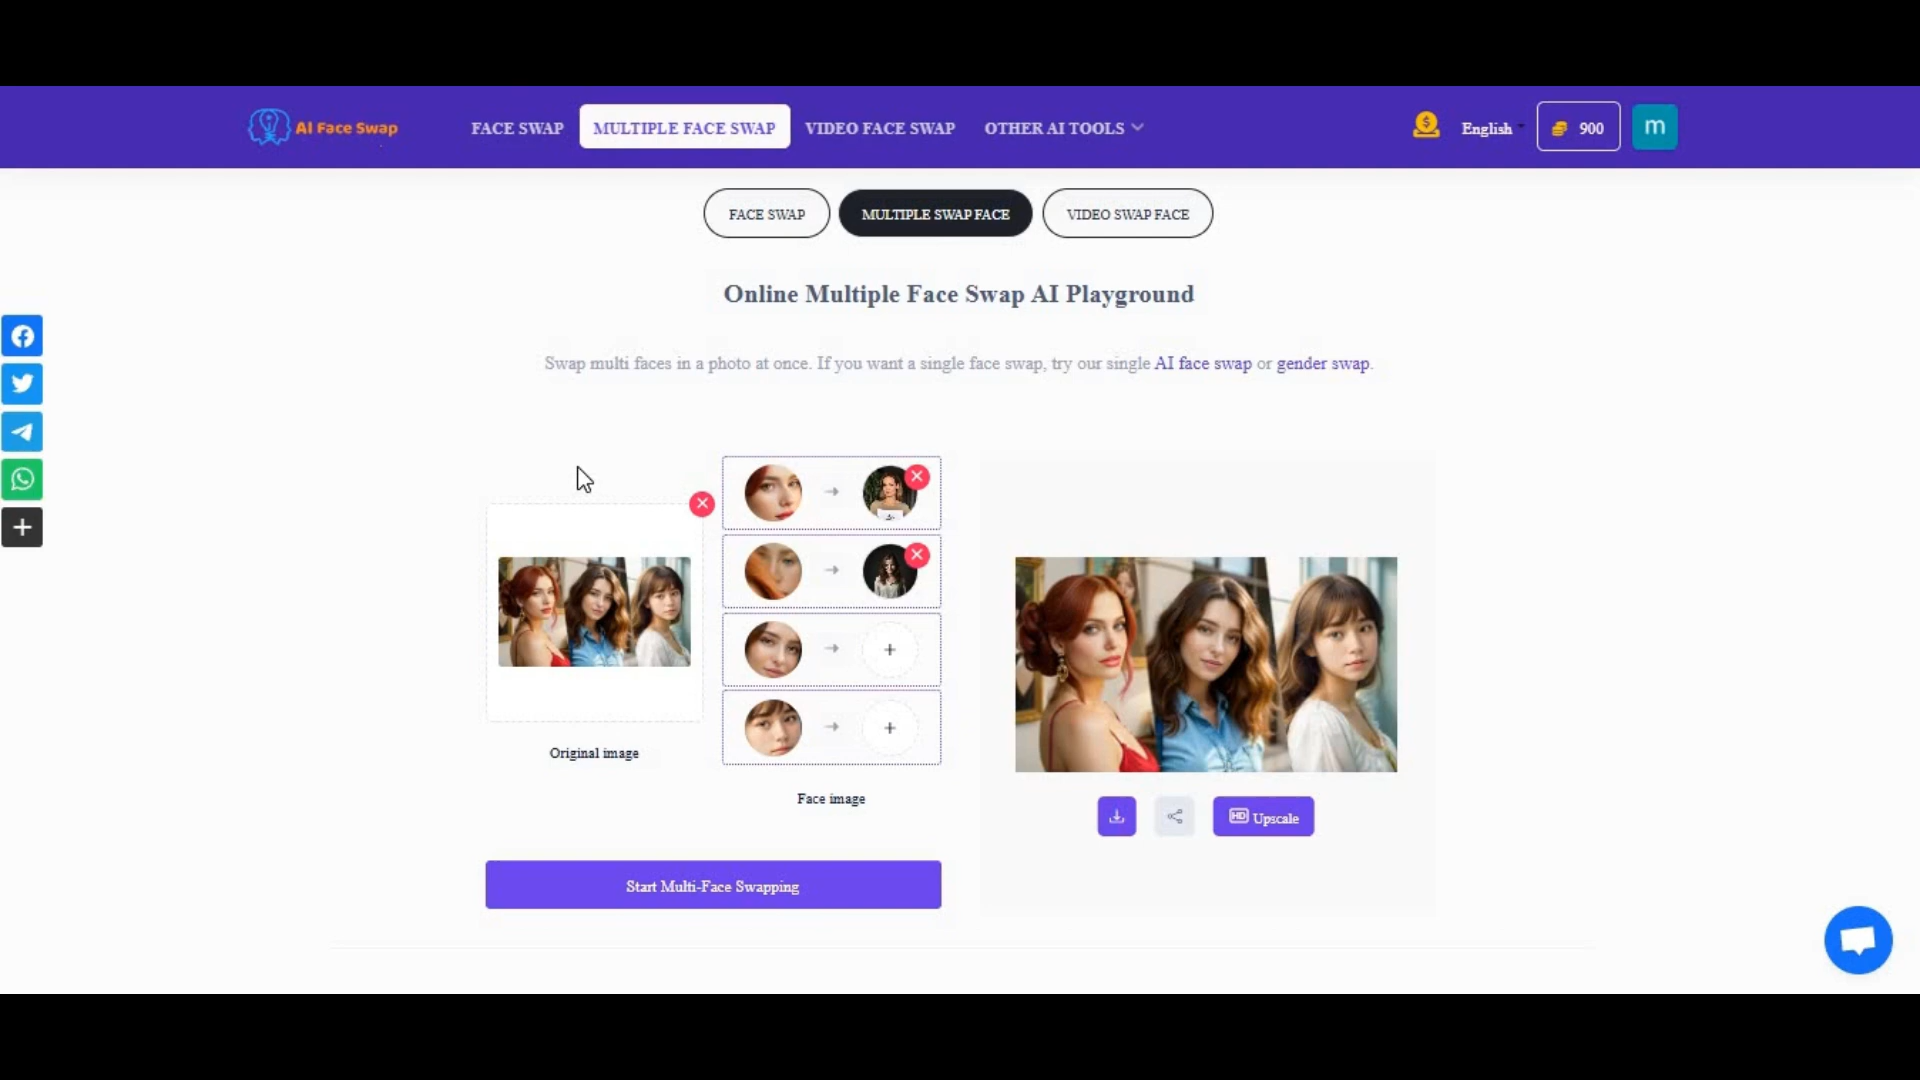 AI Face Swap
FACE SWAP
MULTIPLE FACE SWAP
VIDEO FACE SWAP
OTHER AI TOOLS
English
900
m
FACE SWAP
MULTIPLE SWAP FACE
VIDEO SWAP FACE
Online Multiple Face Swap AI Playground
Swap multi faces in a photo at once. If you want a single face swap, try our single AI face swap or gender swap.
Original image
Face image
HD Upscale
Start Multi-Face Swapping